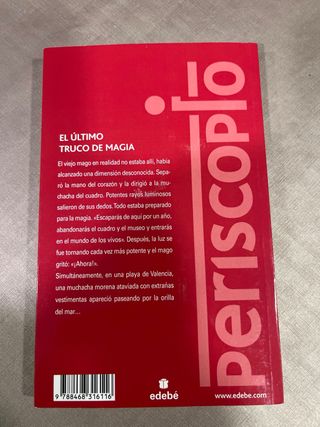 periscopio
EL ÚLTIMO
TRUCO DE MAGIA
El viejo mago en realidad no estaba allí, había
alcanzado una dimensión desconocida. Sepa-
ró la mano del corazón y la dirigió a la mu-
chacha del cuadro. Potentes rayos luminosos
salieron de sus dedos. Todo estaba preparado
para la magia. «Escaparás de aquí por un año,
abandonarás el cuadro y el museo y entrarás
en el mundo de los vivos». Después, la luz se
fue tornando cada vez más potente y el mago
gritó: «¡Ahora!».
Simultáneamente, en una playa de Valencia,
una muchacha morena ataviada con extrañas
vestimentas apareció paseando por la orilla
del mar...
9 788468 316116
edebé
www.edebe.com